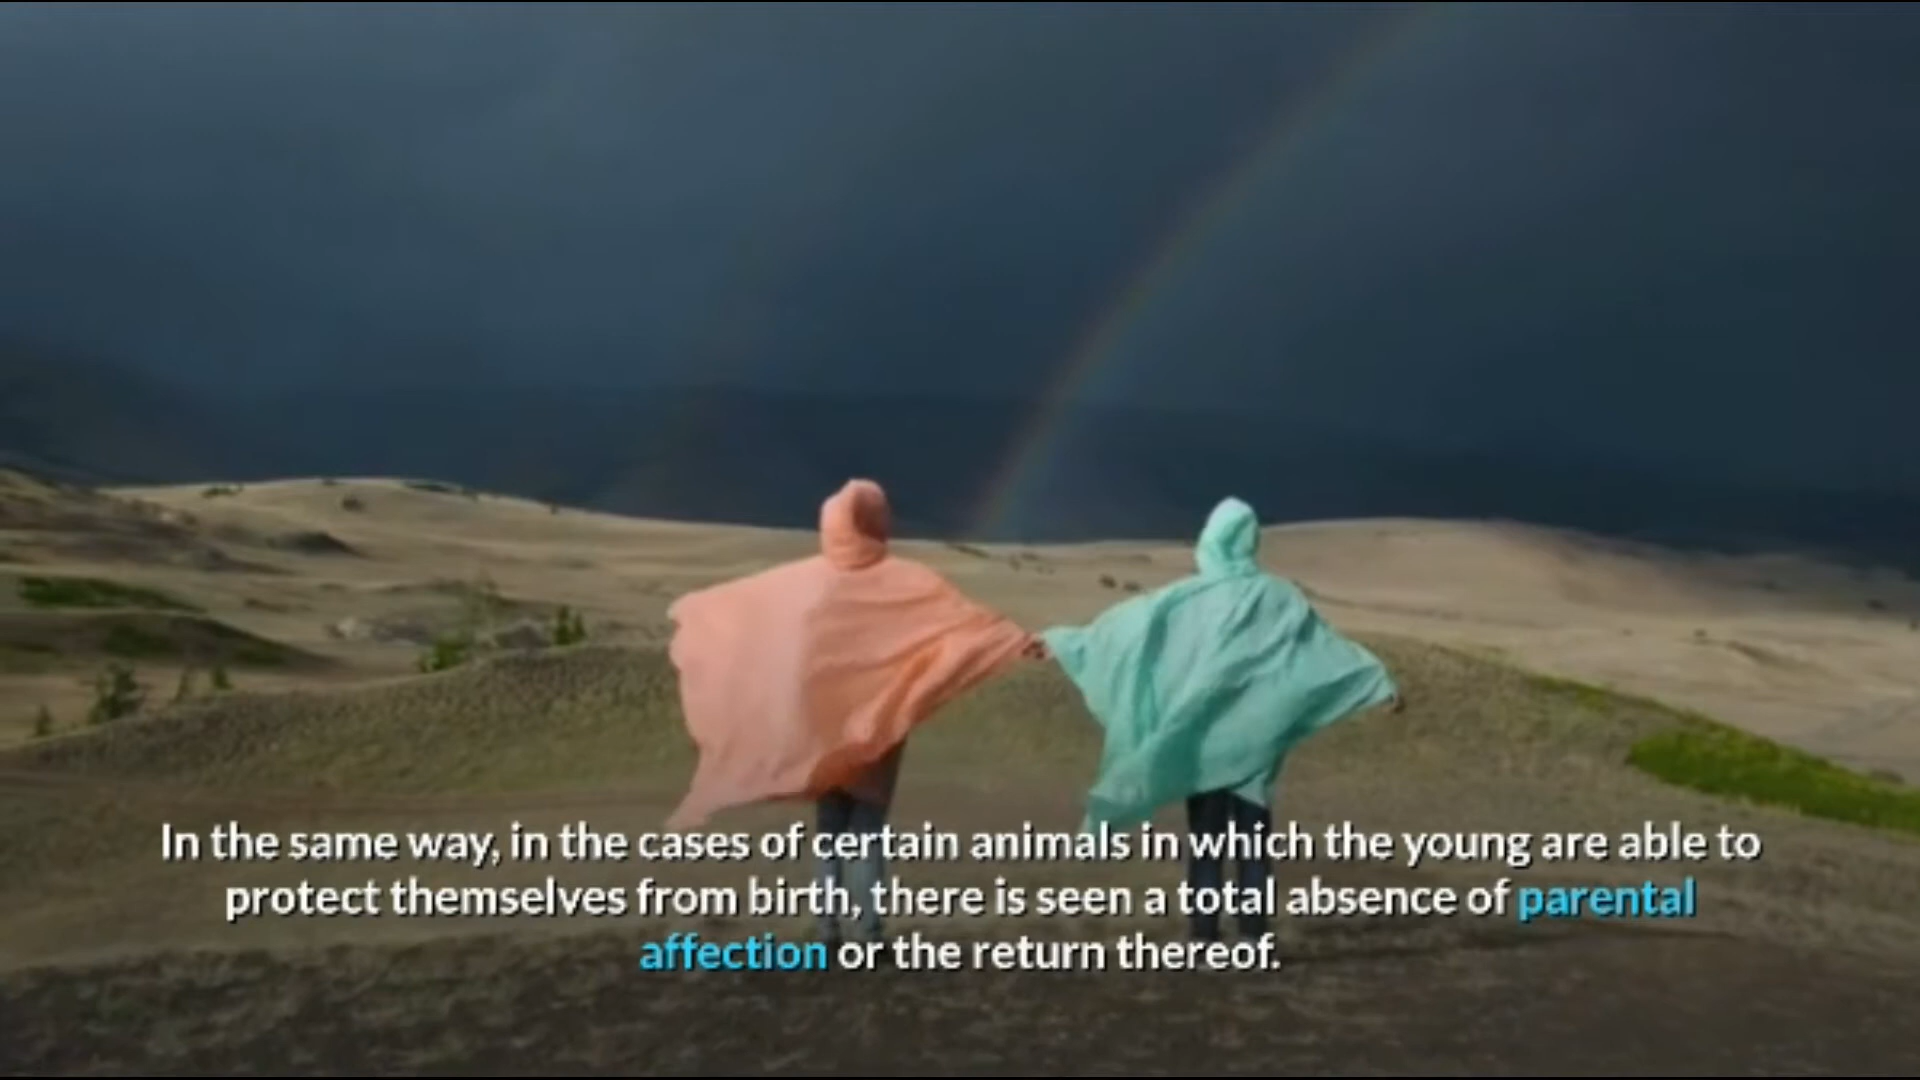 In the same way, in the cases of certain animals in which the young are able to
protect themselves from birth, there is seen a total absence of parental
affection or the return thereof.